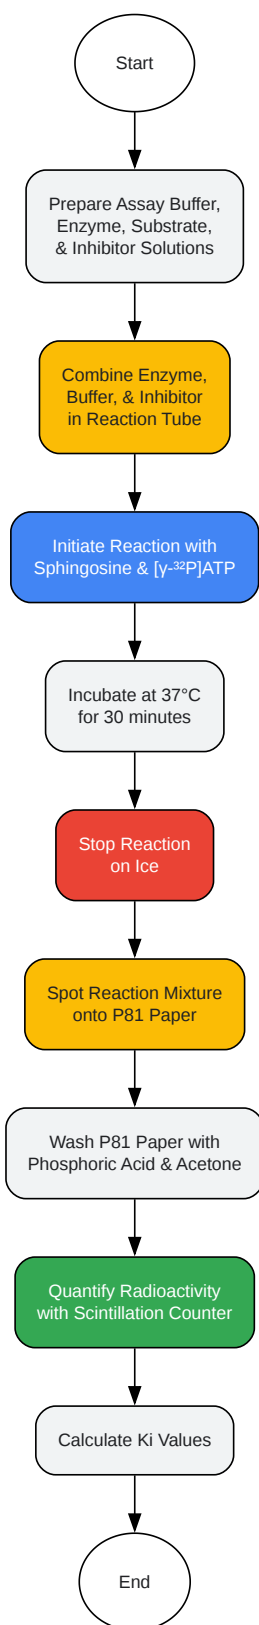 Start
Prepare Assay Buffer,
Enzyme, Substrate,
& Inhibitor Solutions
Combine Enzyme,
Buffer, & Inhibitor
in Reaction Tube
Initiate Reaction with
Sphingosine & [γ-³²P]ATP
Incubate at 37°C
for 30 minutes
Stop Reaction
on Ice
Spot Reaction Mixture
onto P81 Paper
Wash P81 Paper with
Phosphoric Acid & Acetone
Quantify Radioactivity
with Scintillation Counter
Calculate Ki Values
End